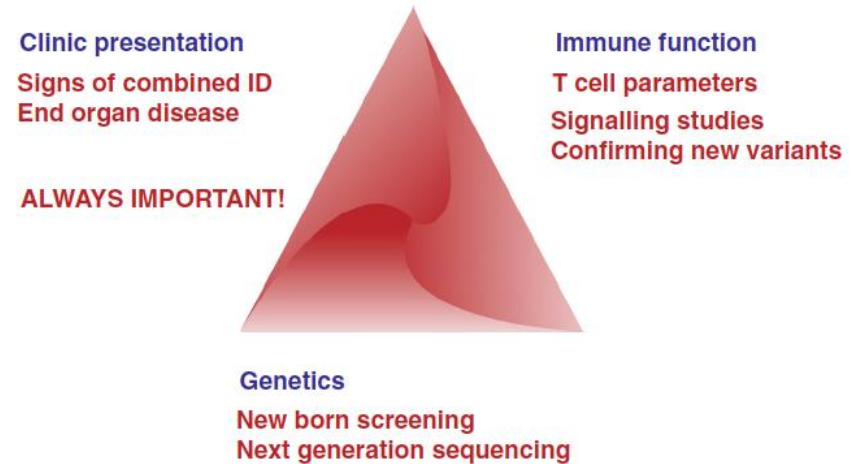 Clinic presentation
Signs of combined ID
End organ disease
ALWAYS IMPORTANT!
Immune function
T cell parameters
Signalling studies
Confirming new variants
Genetics
New born screening
Next generation sequencing